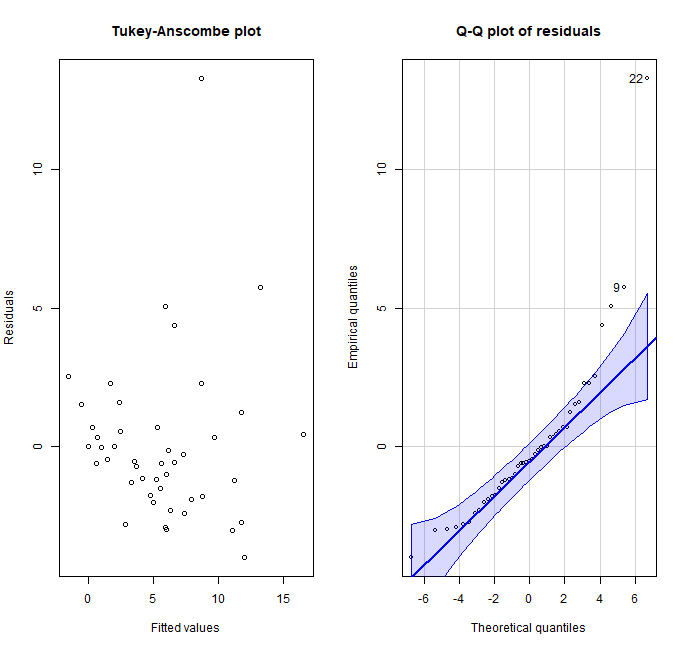 Tukey-Anscombe plot
Residuals
10
5
0
0 5 10 15
Fitted values
Q-Q plot of residuals
Empirical quantiles
22
10
9
5
0
-6 -4 -2 0 2 4 6
Theoretical quantiles